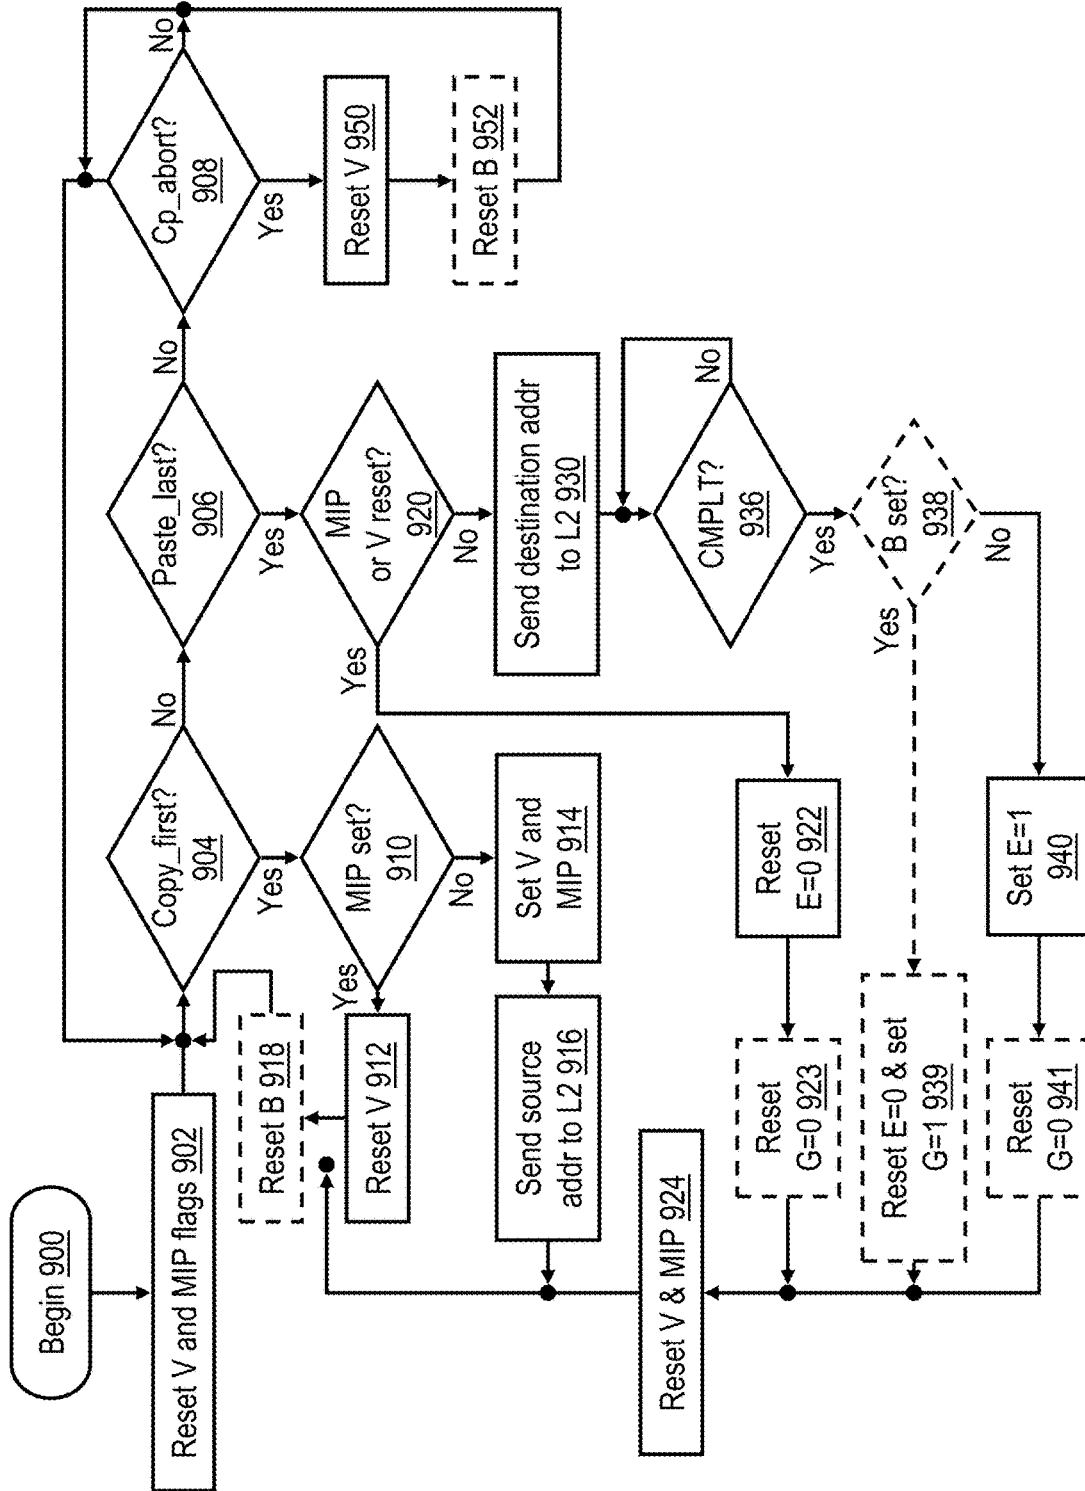 Begin 900
Reset V and MIP flags 902
Copy_first?
904
No
Yes
Paste_last?
906
No
Yes
Cp_abort?
908
No
Yes
Reset V 950
Reset B 952
MIP set?
910
Yes
No
Reset V 912
Reset B 918
Set V and
MIP 914
Send source
addr to L2 916
MIP
or V reset?
920
Yes
No
Reset
E=0 922
Reset
G=0 923
Reset V & MIP 924
Send destination addr
to L2 930
CMPLT?
936
No
Yes
B set?
938
Yes
No
Reset E=0 & set
G=1 939
Set E=1
940
Reset
G=0 941